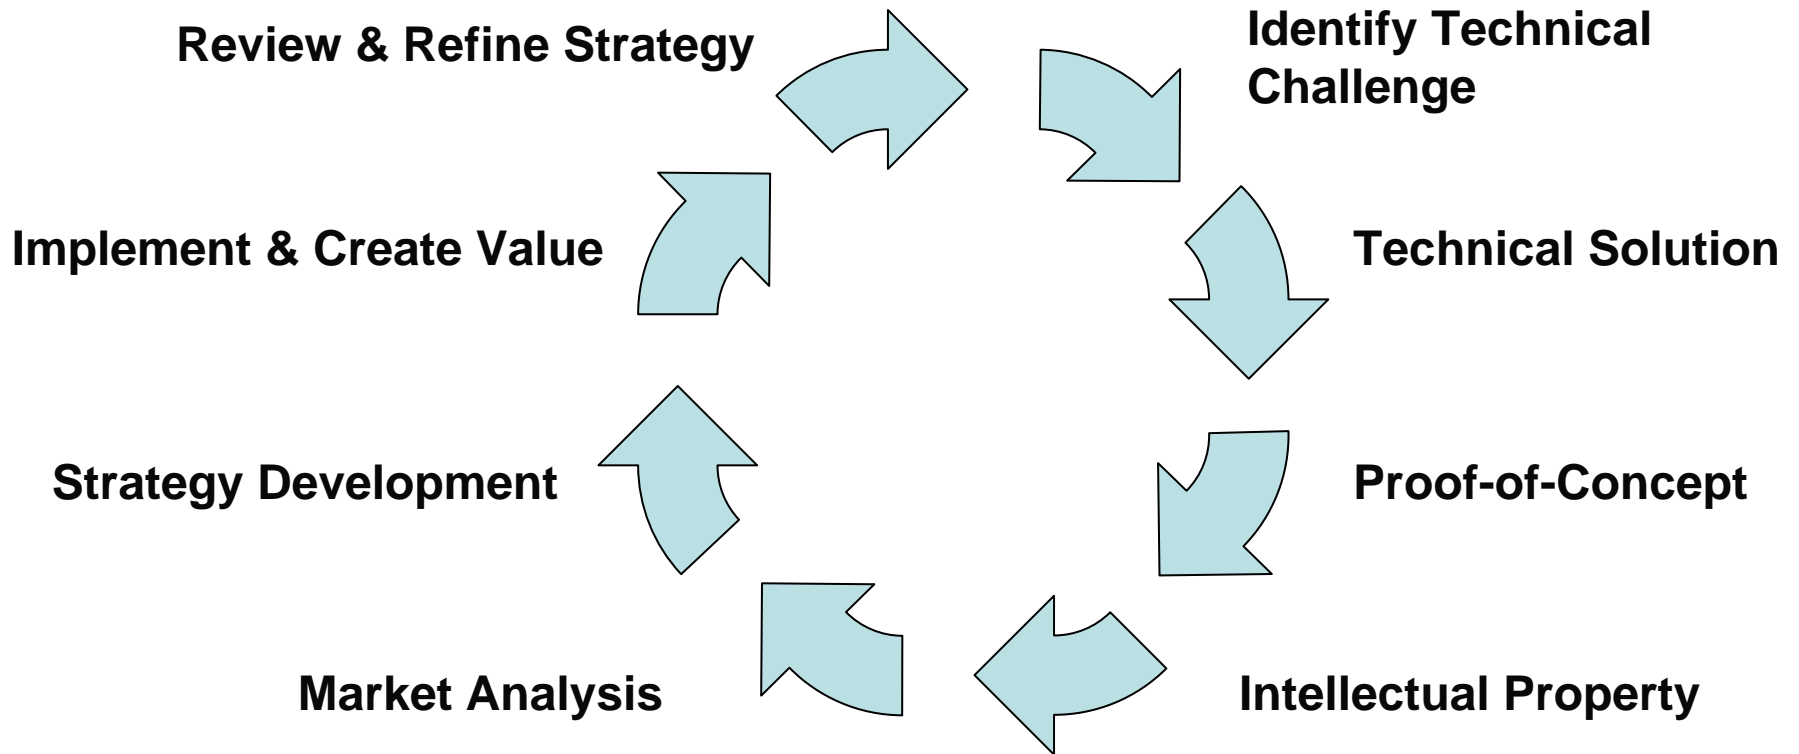 Review & Refine Strategy
Identify Technical
Challenge
Implement & Create Value
Technical Solution
Strategy Development
Proof-of-Concept
Market Analysis
Intellectual Property